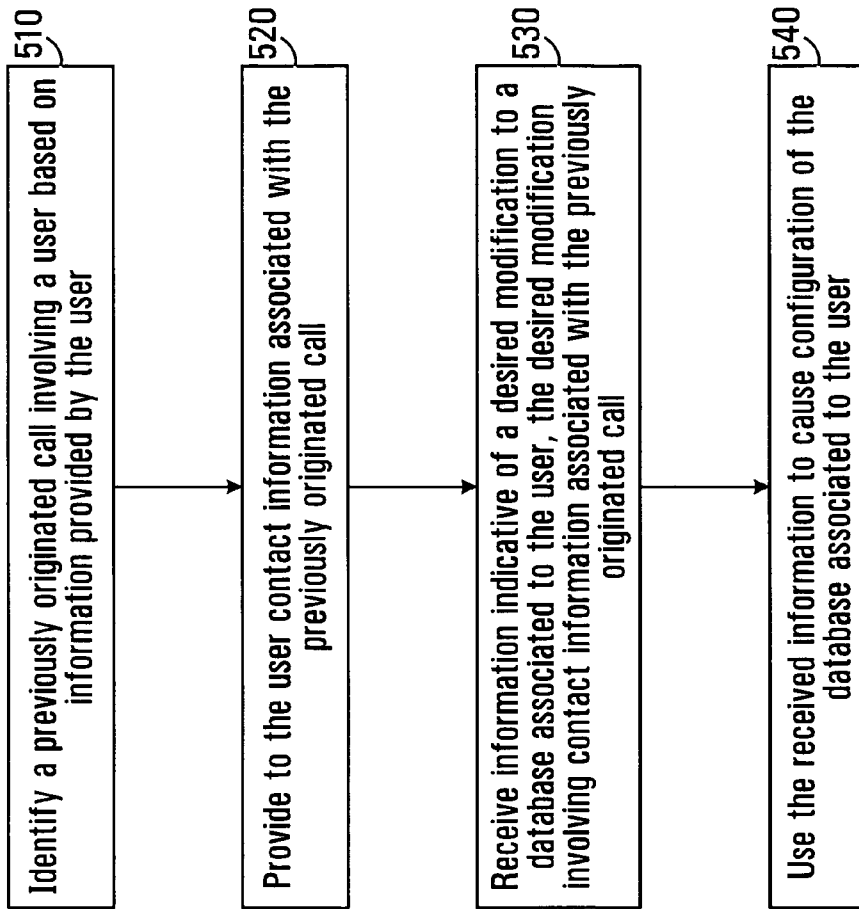 510
Identify a previously originated call involving a user based on
information provided by the user
520
Provide to the user contact information associated with the
previously originated call
530
Receive information indicative of a desired modification to a
database associated to the user, the desired modification
involving contact information associated with the previously
originated call
540
Use the received information to cause configuration of the
database associated to the user